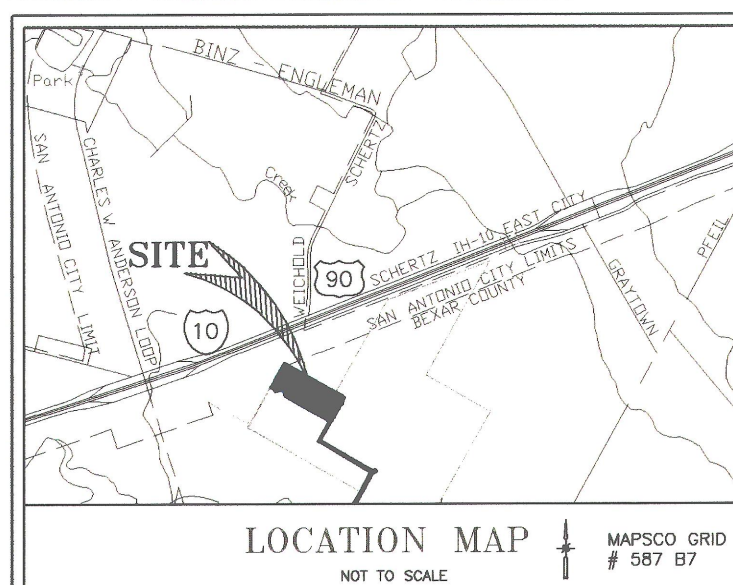 BINZ - ENGLEMAN
Park
SCHERTZ
SAN ANTONIO CITY LIMIT
CHARLES W ANDERSON LOOP
Creek
SITE
WEICHOLD
90
SCHERTZ IH-10 EAST CITY
SAN ANTONIO CITY LIMITS
BEXAR COUNTY
GRAYTOWN
PFEIL
10
LOCATION MAP
NOT TO SCALE
MAPSCO GRID
# 587 B7